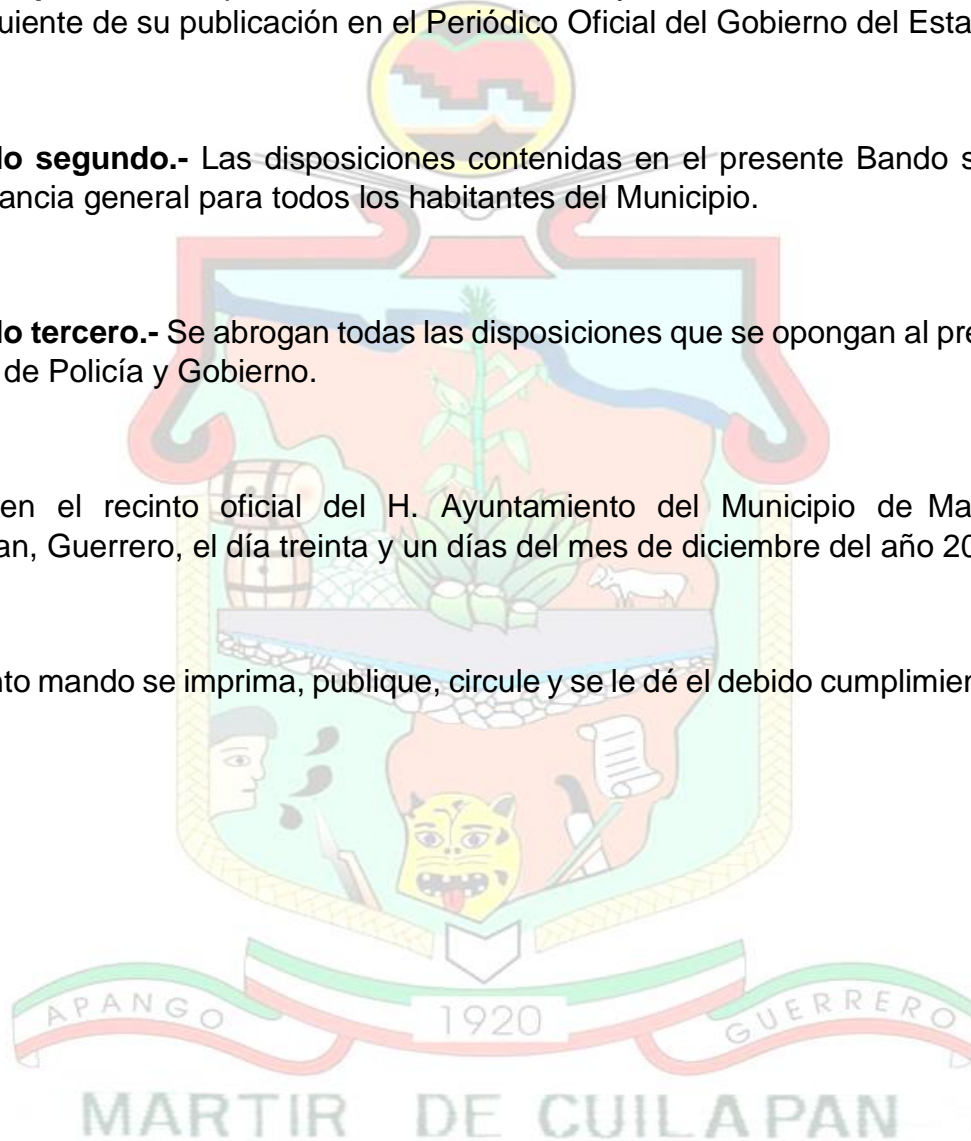 uiente de su publicación en el Periódico Oficial del Gobierno del Esta
lo segundo.- Las disposiciones contenidas en el presente Bando s
ancia general para todos los habitantes del Municipio.
lo tercero.- Se abrogan todas las disposiciones que se opongan al pre
de Policía y Gobierno.
en el recinto oficial del H. Ayuntamiento del Municipio de Ma
an, Guerrero, el día treinta y un días del mes de diciembre del año 20
nto mando se imprima, publique, circule y se le dé el debido cumplimien
APANGO 1920 GUERRERO
MARTIR DE CUILAPAN